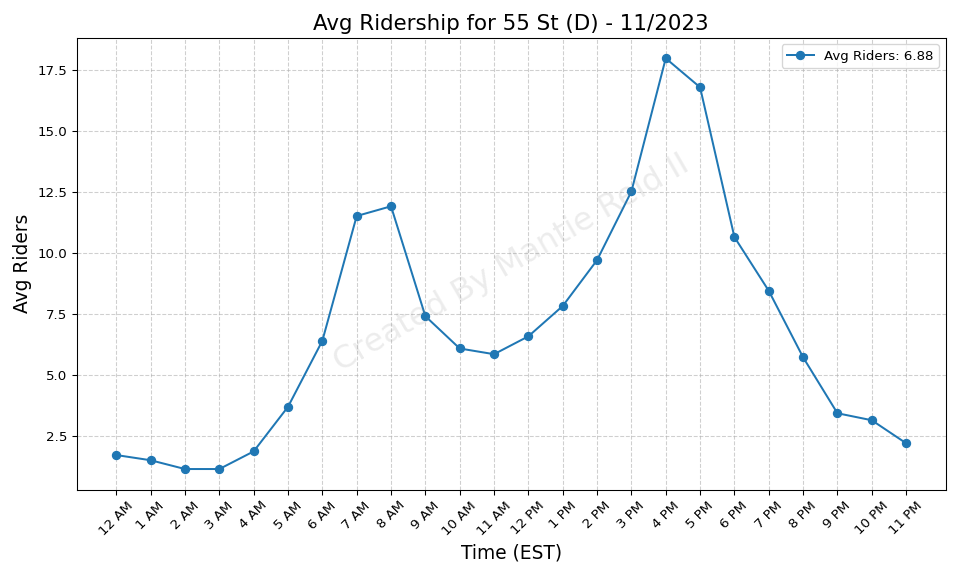 Avg Ridership for 55 St (D) - 11/2023
Avg Riders: 6.88
Avg Riders
17.5
15.0
12.5
10.0
7.5
5.0
2.5
Created By Mantie Reid II
12 AM 1 AM 2 AM 3 AM 4 AM 5 AM 6 AM 7 AM 8 AM 9 AM 10 AM 11 AM 12 PM 1 PM 2 PM 3 PM 4 PM 5 PM 6 PM 7 PM 8 PM 9 PM 10 PM 11 PM
Time (EST)